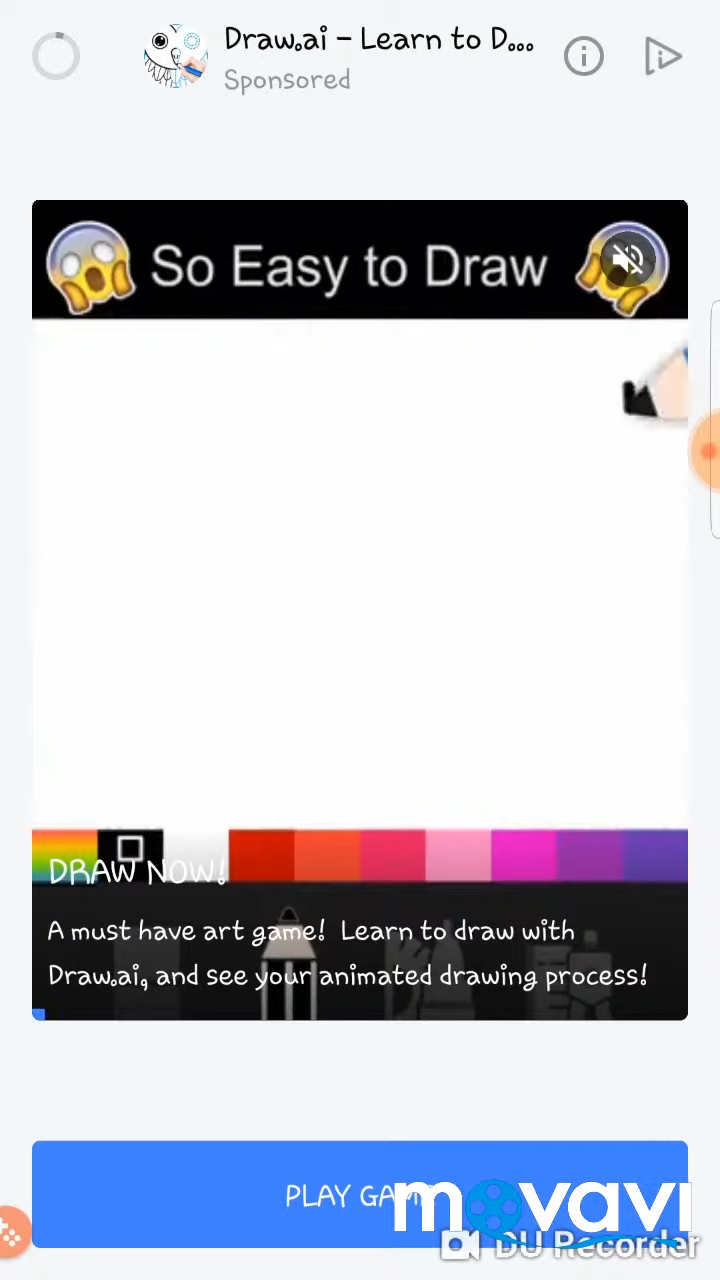 Draw.ai – Learn to D...
Sponsored
So Easy to Draw
DRAW NOW!
A must have art game! Learn to draw with
Draw.ai, and see your animated drawing process!
PLAY GAME
movavi
DU Recorder